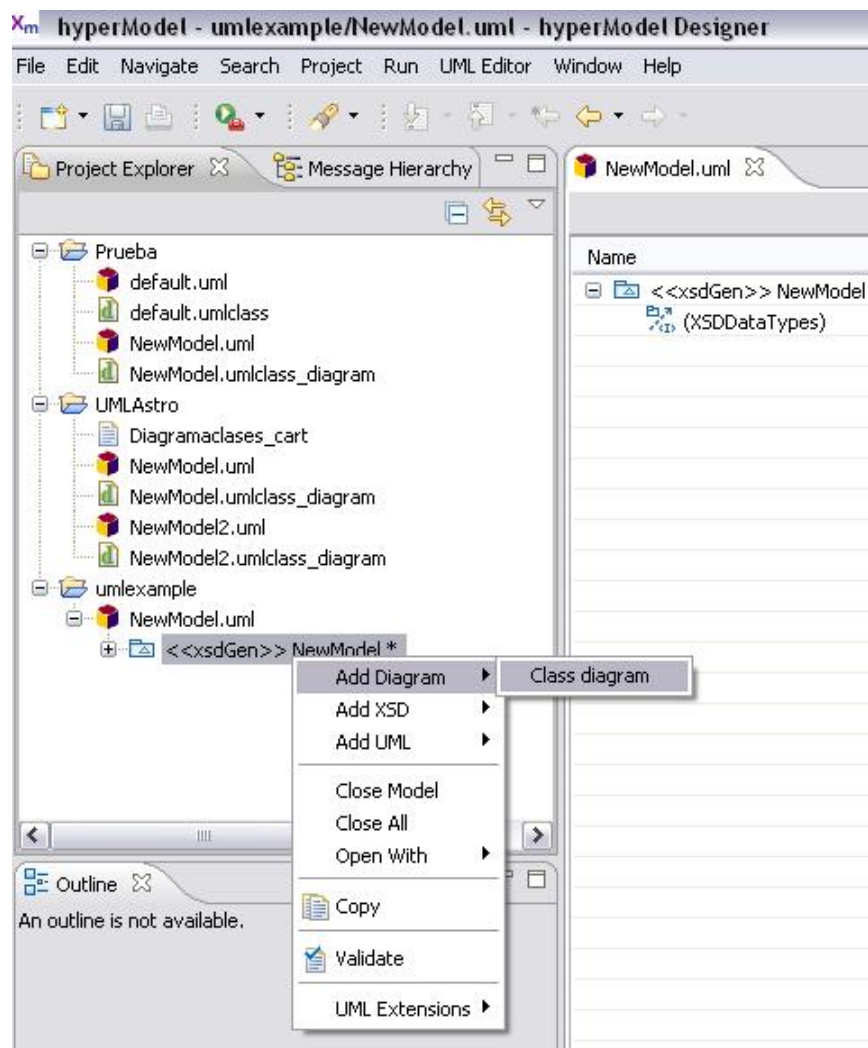 Xm hyperModel - umlexample/NewModel.uml - hyperModel Designer
File Edit Navigate Search Project Run UML Editor Window Help
Project Explorer Message Hierarchy
NewModel.uml
Name
<<xsdGen>> NewModel
(XSDDataTypes)
Prueba
default.uml
default.umlclass
NewModel.uml
NewModel.umlclass_diagram
UMLAstro
Diagramaclases_cart
NewModel.uml
NewModel.umlclass_diagram
NewModel2.uml
NewModel2.umlclass_diagram
umlexample
NewModel.uml
<<xsdGen>> NewModel *
Add Diagram
Class diagram
Add XSD
Add UML
Close Model
Close All
Open With
Copy
Validate
UML Extensions
Outline
An outline is not available.